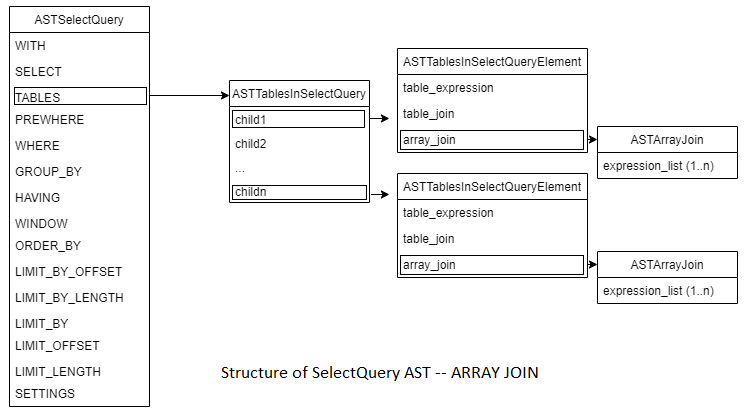 ASTSelectQuery
WITH
SELECT
TABLES
PREWHERE
WHERE
GROUP_BY
HAVING
WINDOW
ORDER_BY
LIMIT_BY_OFFSET
LIMIT_BY_LENGTH
LIMIT_BY
LIMIT_OFFSET
LIMIT_LENGTH
SETTINGS
ASTTablesInSelectQuery
child1
child2
...
childn
ASTTablesInSelectQueryElement
table_expression
table_join
array_join
ASTArrayJoin
expression_list (1..n)
ASTTablesInSelectQueryElement
table_expression
table_join
array_join
ASTArrayJoin
expression_list (1..n)
Structure of SelectQuery AST -- ARRAY JOIN